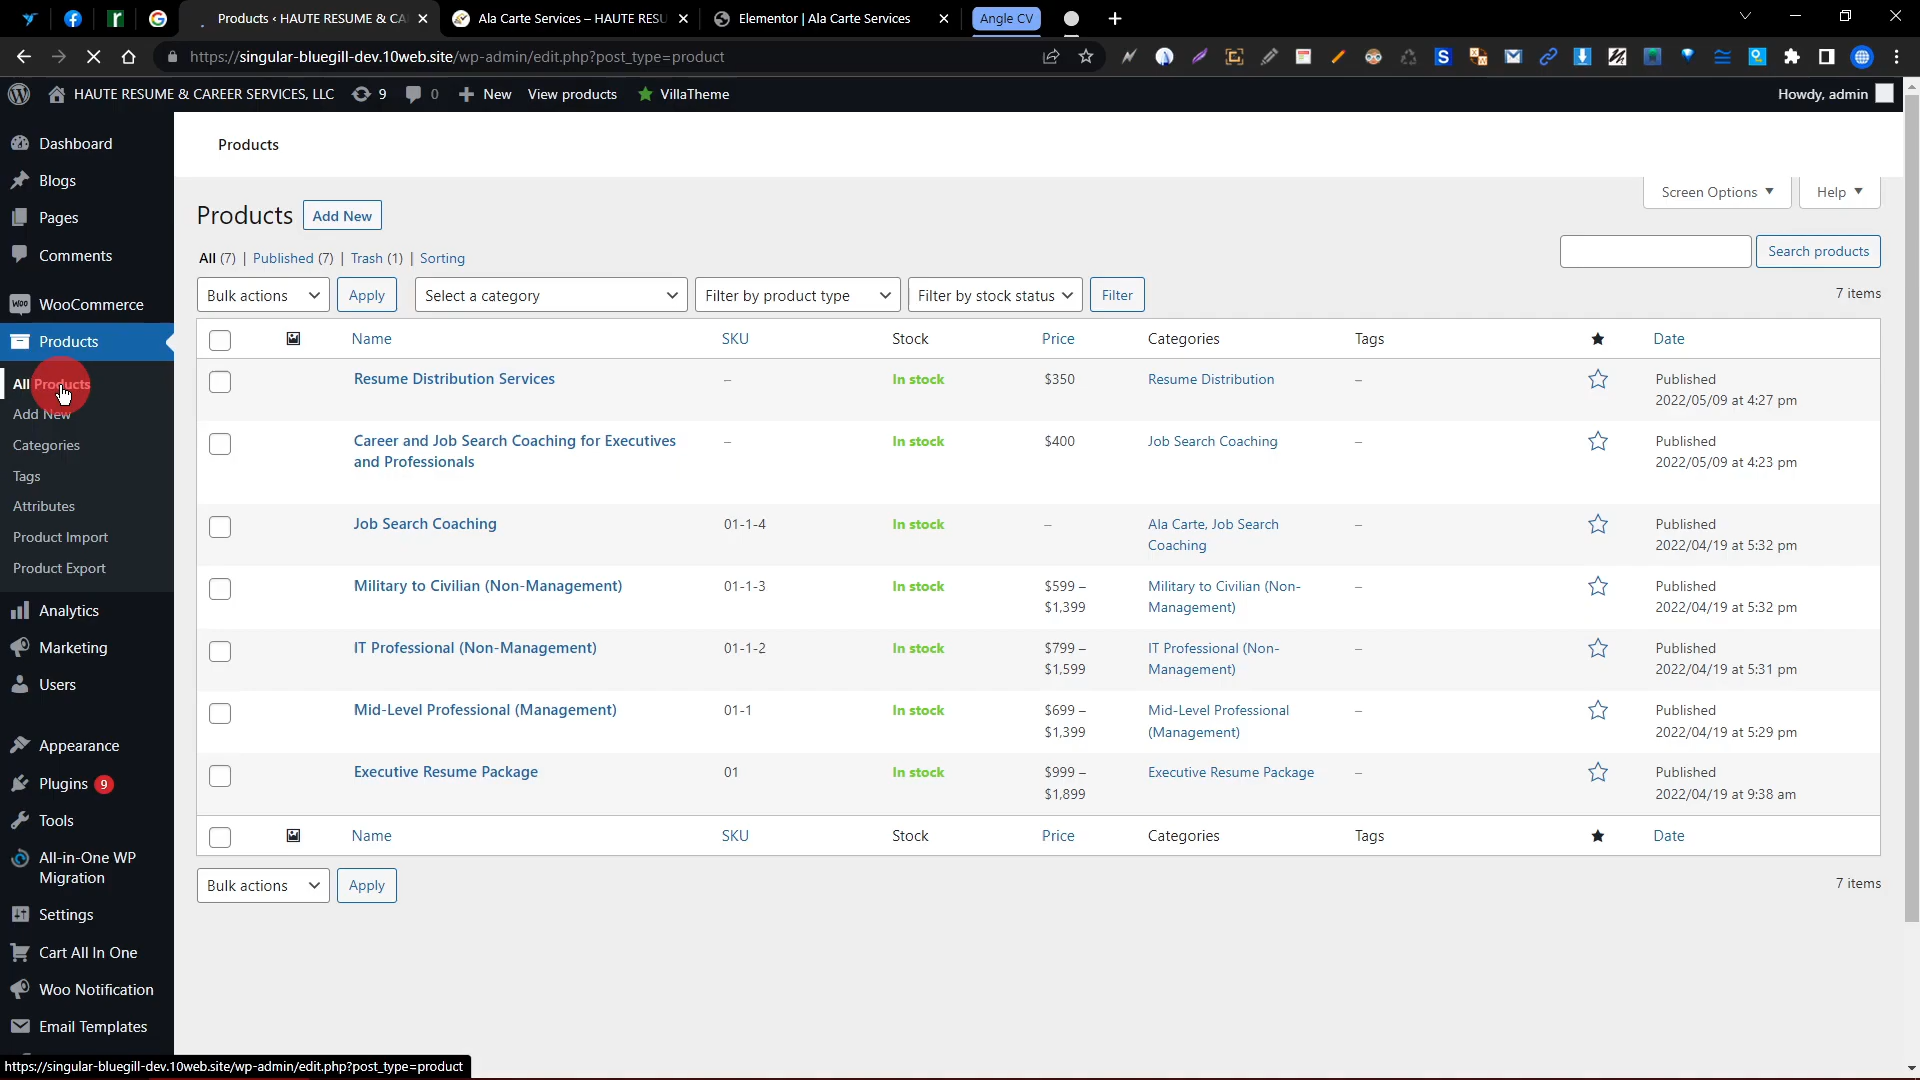 Products ‹ HAUTE RESUME & CA
Ala Carte Services – HAUTE RESU
Elementor | Ala Carte Services
Angle CV
https://singular-bluegill-dev.10web.site/wp-admin/edit.php?post_type=product
HAUTE RESUME & CAREER SERVICES, LLC 9 0 New View products VillaTheme Howdy, admin
Dashboard
Blogs
Pages
Comments
WooCommerce
Products
All Products
Add New
Categories
Tags
Attributes
Product Import
Product Export
Analytics
Marketing
Users
Appearance
Plugins 9
Tools
All-in-One WP
Migration
Settings
Cart All In One
Woo Notification
Email Templates
Products
Screen Options Help
Products Add New
All (7) | Published (7) | Trash (1) | Sorting
Search products
Bulk actions Apply Select a category Filter by product type Filter by stock status Filter 7 items
Name SKU Stock Price Categories Tags Date
Resume Distribution Services – In stock $350 Resume Distribution – Published
2022/05/09 at 4:27 pm
Career and Job Search Coaching for Executives – In stock $400 Job Search Coaching – Published
and Professionals 2022/05/09 at 4:23 pm
Job Search Coaching 01-1-4 In stock – Ala Carte, Job Search – Published
Coaching 2022/04/19 at 5:32 pm
Military to Civilian (Non-Management) 01-1-3 In stock $599 – Military to Civilian (Non- – Published
$1,399 Management) 2022/04/19 at 5:32 pm
IT Professional (Non-Management) 01-1-2 In stock $799 – IT Professional (Non- – Published
$1,599 Management) 2022/04/19 at 5:31 pm
Mid-Level Professional (Management) 01-1 In stock $699 – Mid-Level Professional – Published
$1,399 (Management) 2022/04/19 at 5:29 pm
Executive Resume Package 01 In stock $999 – Executive Resume Package – Published
$1,899 2022/04/19 at 9:38 am
Name SKU Stock Price Categories Tags Date
Bulk actions Apply 7 items
https://singular-bluegill-dev.10web.site/wp-admin/edit.php?post_type=product